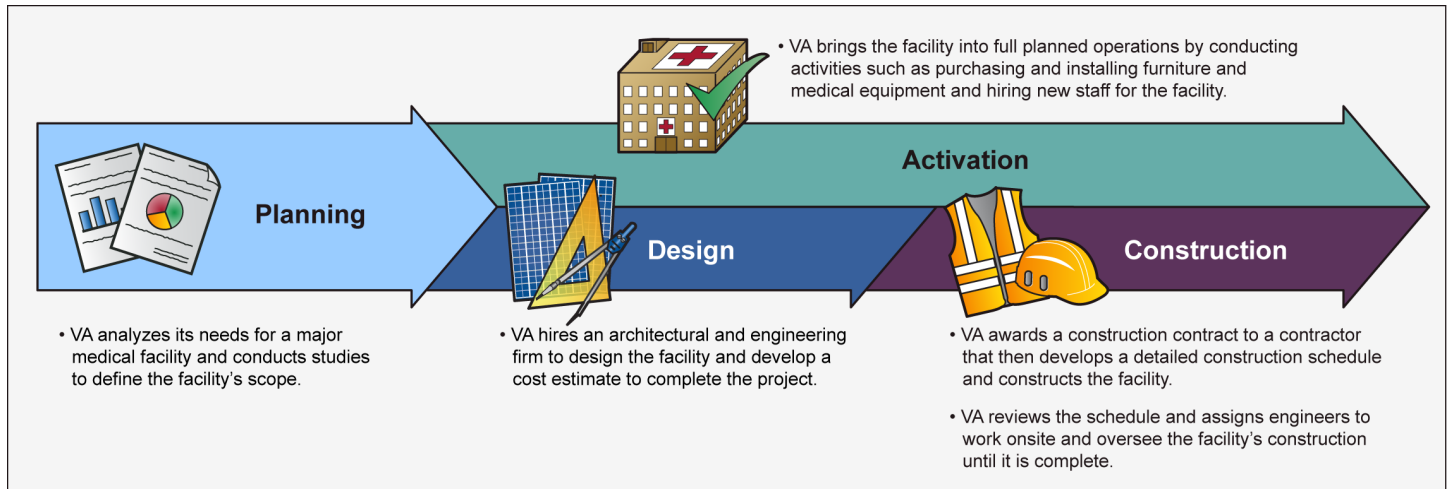 • VA brings the facility into full planned operations by conducting
activities such as purchasing and installing furniture and
medical equipment and hiring new staff for the facility.
Activation
Planning
Design
Construction
• VA analyzes its needs for a major
medical facility and conducts studies
to define the facility’s scope.
• VA hires an architectural and engineering
firm to design the facility and develop a
cost estimate to complete the project.
• VA awards a construction contract to a contractor
that then develops a detailed construction schedule
and constructs the facility.
• VA reviews the schedule and assigns engineers to
work onsite and oversee the facility’s construction
until it is complete.